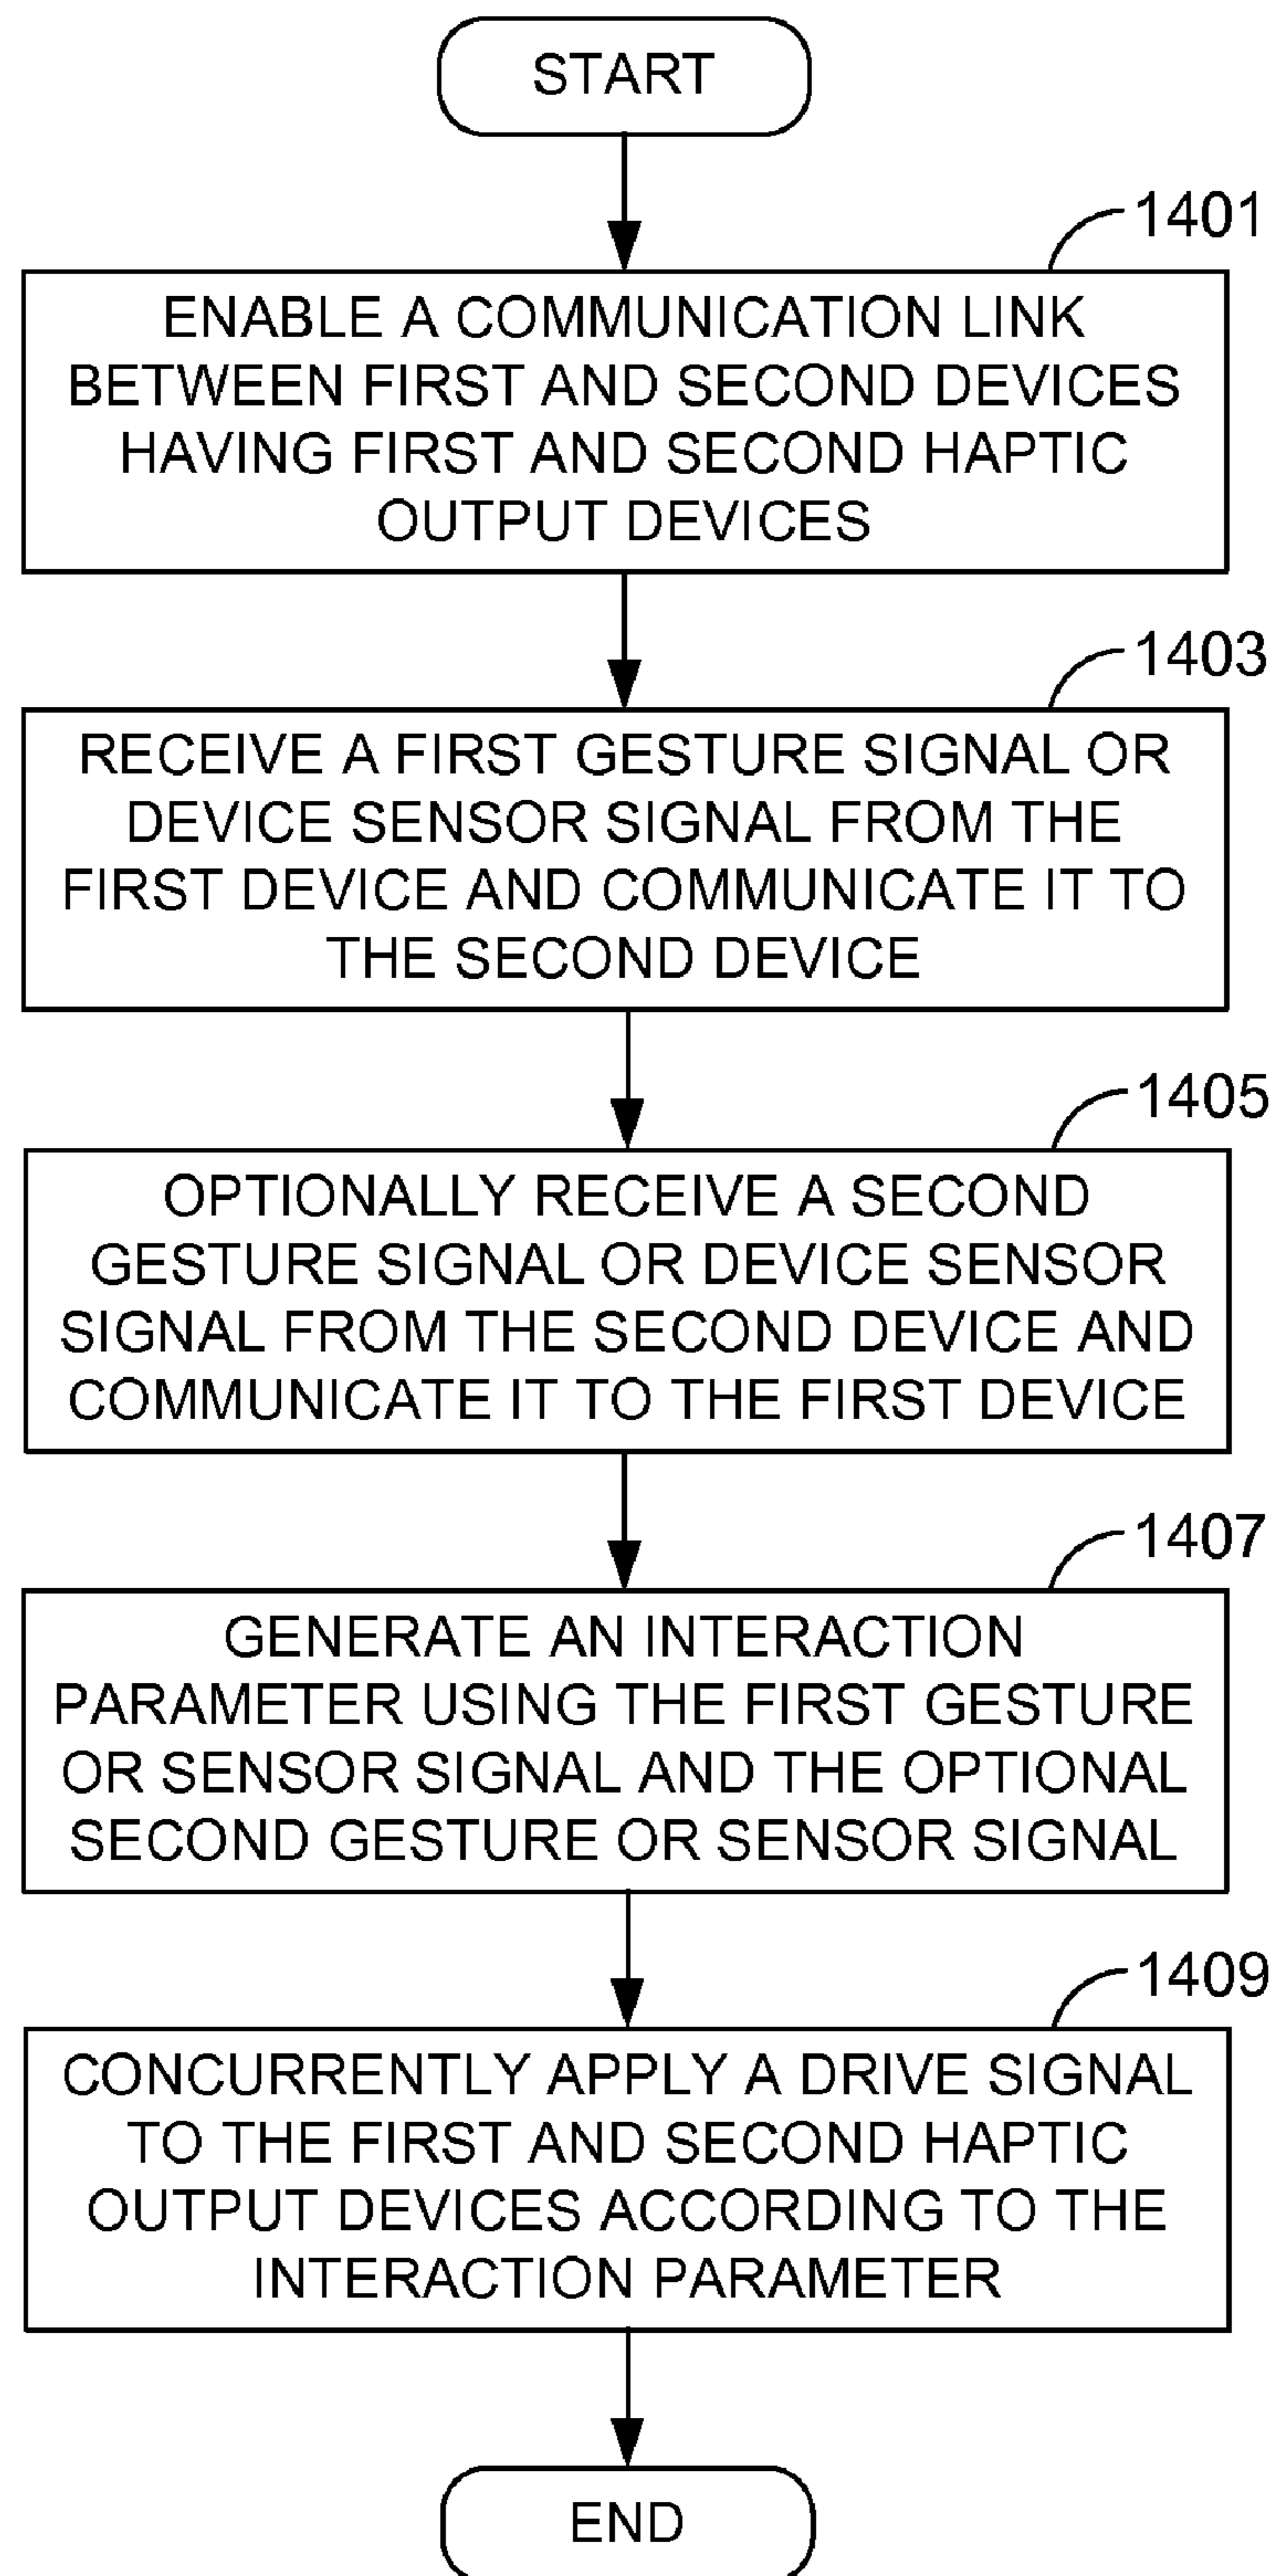 START
1401
ENABLE A COMMUNICATION LINK
BETWEEN FIRST AND SECOND DEVICES
HAVING FIRST AND SECOND HAPTIC
OUTPUT DEVICES
1403
RECEIVE A FIRST GESTURE SIGNAL OR
DEVICE SENSOR SIGNAL FROM THE
FIRST DEVICE AND COMMUNICATE IT TO
THE SECOND DEVICE
1405
OPTIONALLY RECEIVE A SECOND
GESTURE SIGNAL OR DEVICE SENSOR
SIGNAL FROM THE SECOND DEVICE AND
COMMUNICATE IT TO THE FIRST DEVICE
1407
GENERATE AN INTERACTION
PARAMETER USING THE FIRST GESTURE
OR SENSOR SIGNAL AND THE OPTIONAL
SECOND GESTURE OR SENSOR SIGNAL
1409
CONCURRENTLY APPLY A DRIVE SIGNAL
TO THE FIRST AND SECOND HAPTIC
OUTPUT DEVICES ACCORDING TO THE
INTERACTION PARAMETER
END